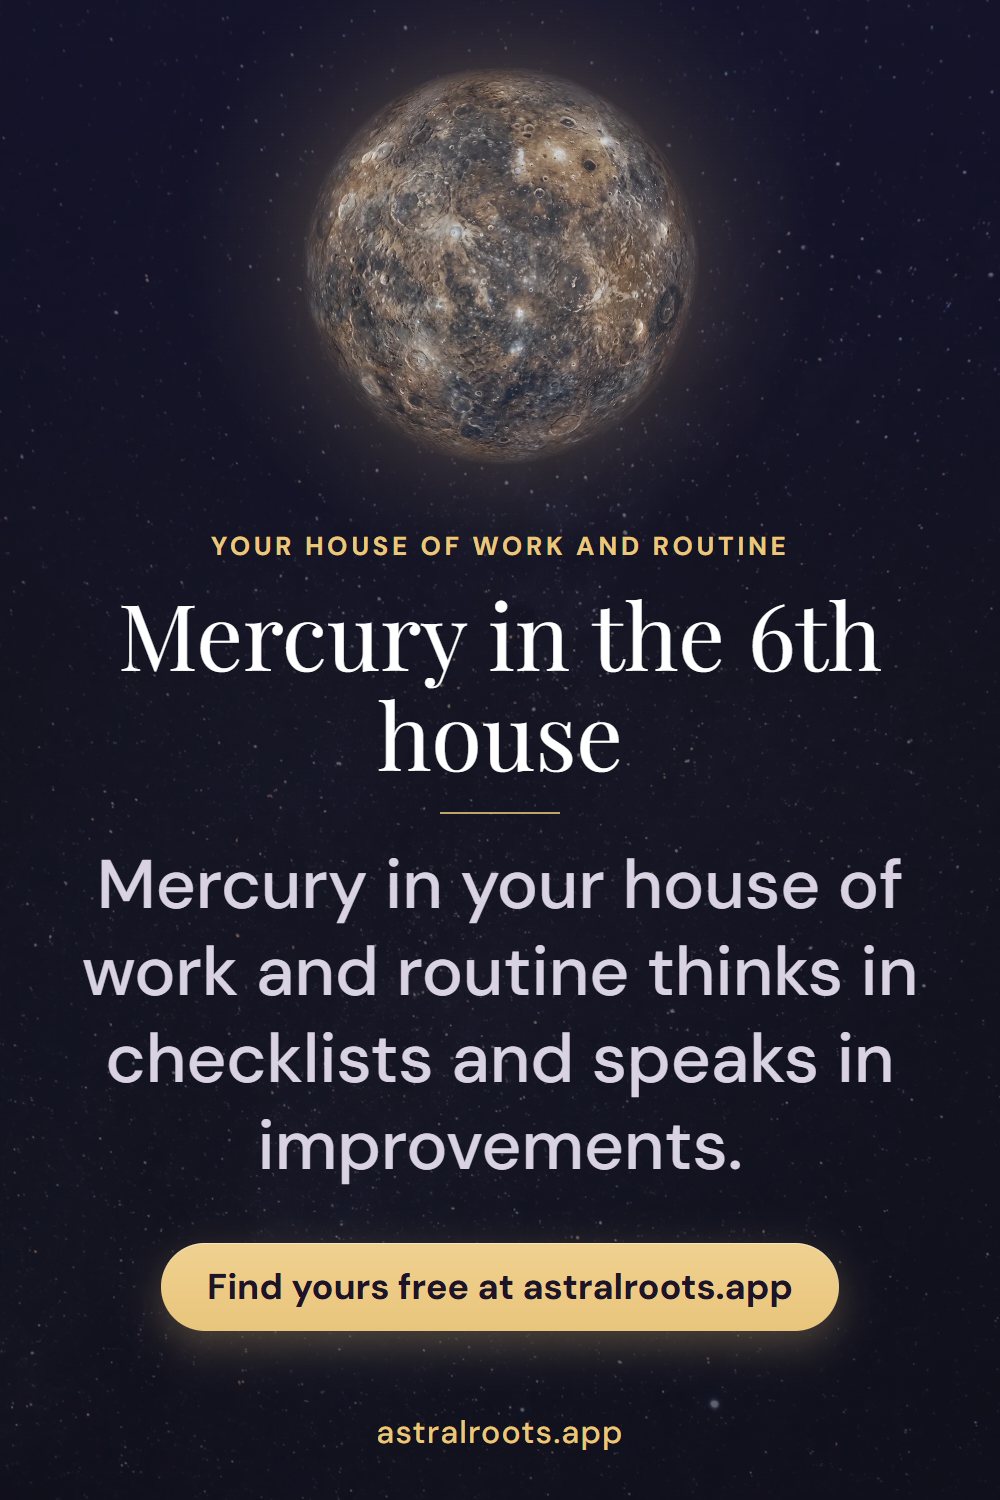 YOUR HOUSE OF WORK AND ROUTINE
Mercury in the 6th
house
Mercury in your house of
work and routine thinks in
checklists and speaks in
improvements.
Find yours free at astralroots.app
astralroots.app